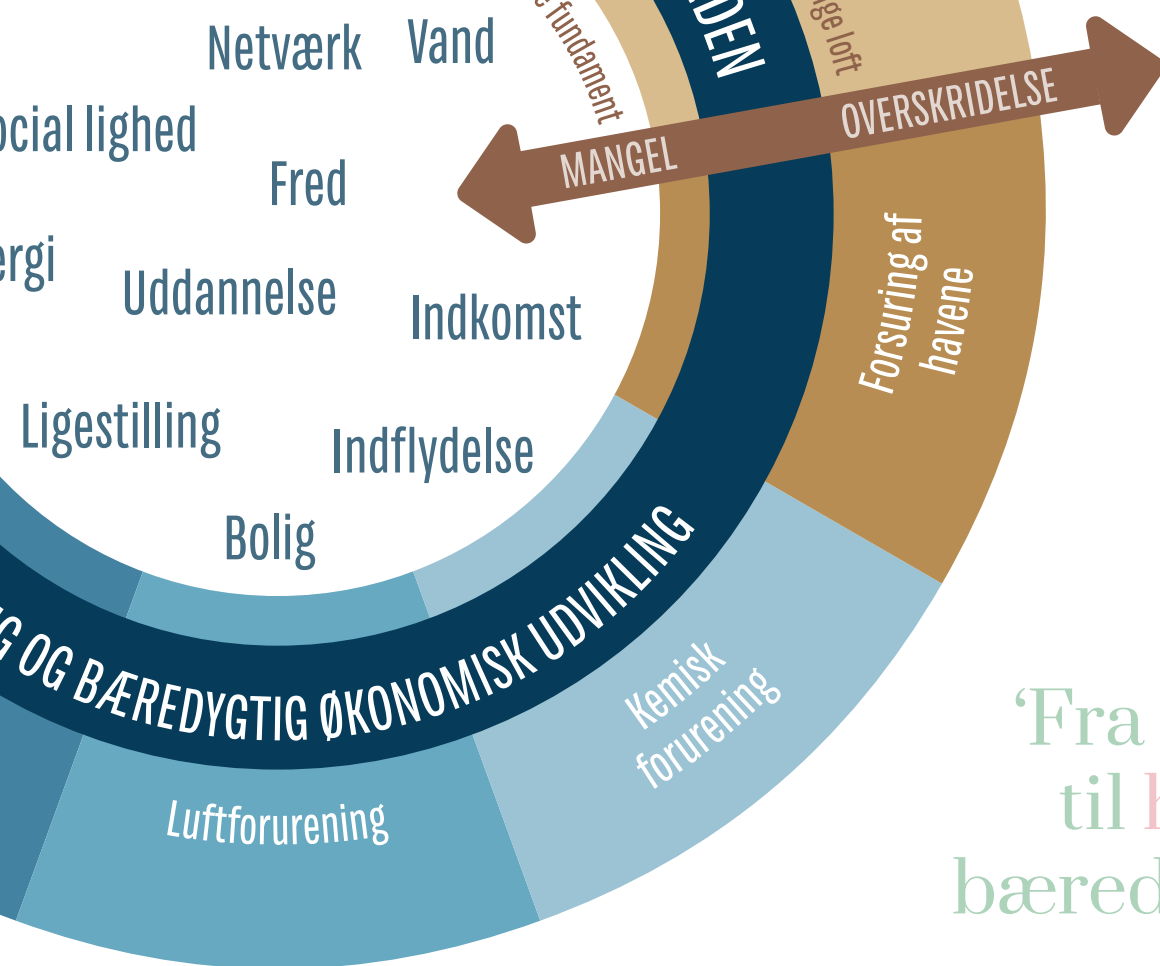 Netværk
Vand
fundament
DEN
loft
OVERSKRIDELSE
MANGEL
ocial lighed
Fred
ergi
Uddannelse
Indkomst
Forsuring af
havene
Ligestilling
Indflydelse
Bolig
G OG BÆREDYGTIG ØKONOMISK UDVIKLING
Kemisk
forurening
Luftforurening
‘Fra
til
bæred